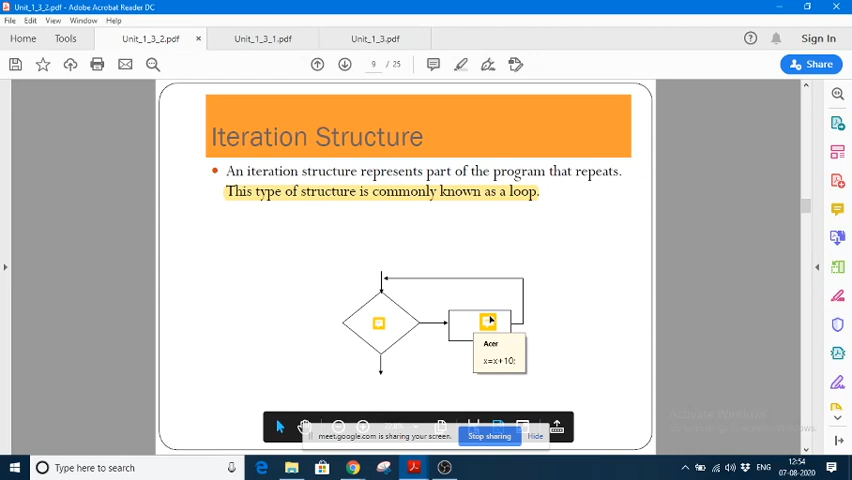 Unit_1_3_2.pdf - Adobe Acrobat Reader DC
File Edit View Window Help
Home Tools Unit_1_3_2.pdf × Unit_1_3_1.pdf Unit_1_3.pdf Sign In
9 / 25 Share
Iteration Structure
• An iteration structure represents part of the program that repeats.
This type of structure is commonly known as a loop.
Acer
x=x+10;
Activate Windows
meet.google.com is sharing your screen. Stop sharing Hide
Type here to search
ENG
12:54
07-08-2020